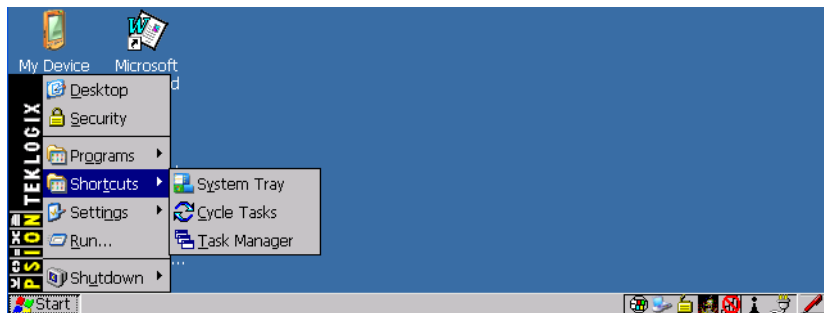 My Device
Microsoft
d
Desktop
Security
Programs
Shortcuts
Settings
Run...
Shutdown
System Tray
Cycle Tasks
Task Manager
...
PSION TEKLOGIX
Start